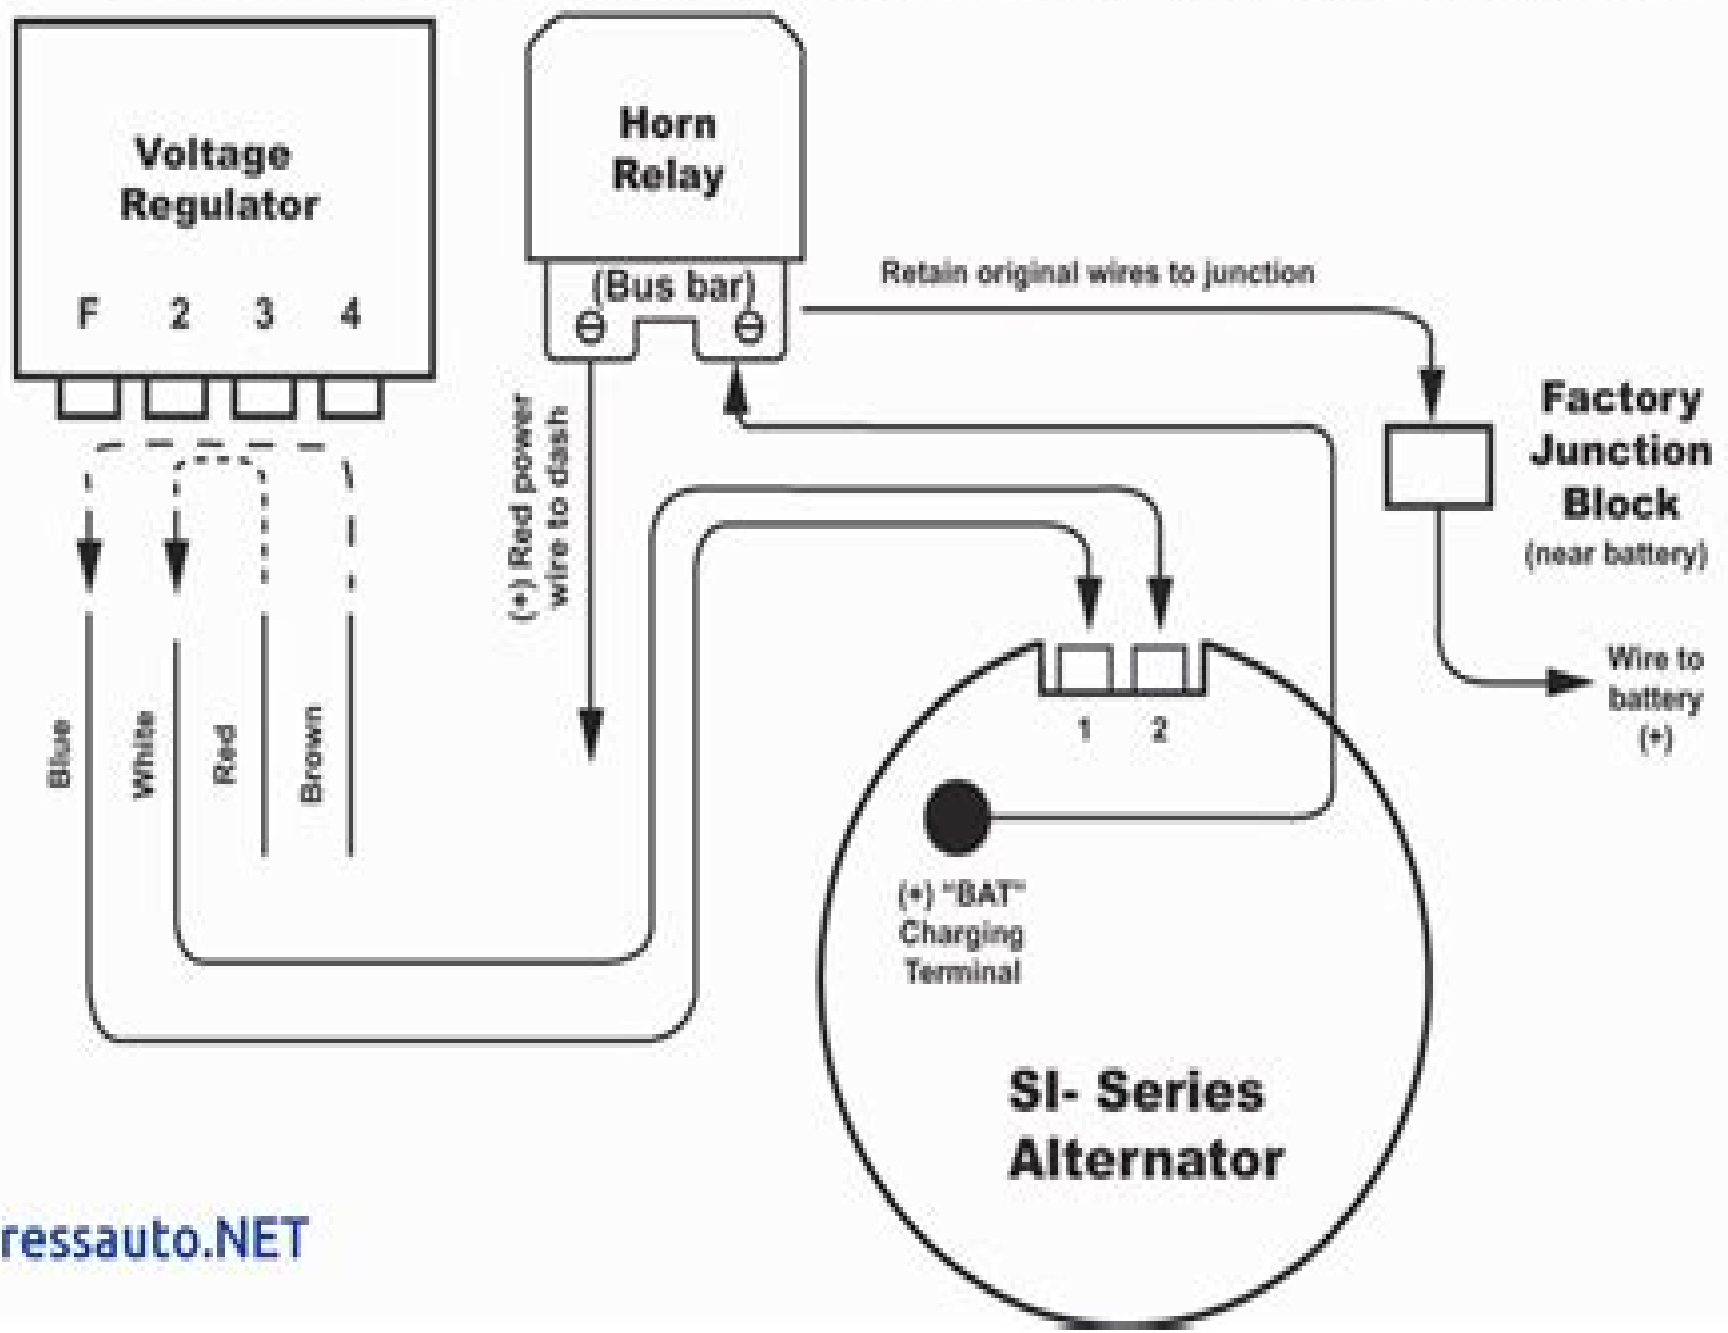 Voltage
Regulator
F 2 3 4
Horn
Relay
(Bus bar)
Retain original wires to junction
Factory
Junction
Block
(near battery)
Wire to
battery
(+)
(+) Red power
wire to dash
Blue
White
Red
Brown
1 2
(+) "BAT"
Charging
Terminal
SI- Series
Alternator
ressauto.NET